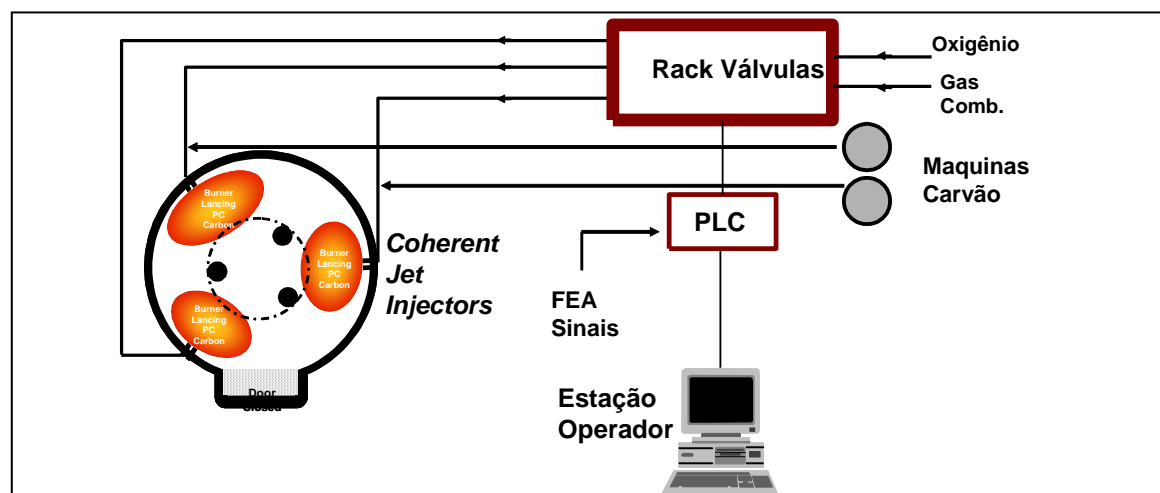 Rack Válvulas
Oxigênio
Gas
Comb.
Maquinas
Carvão
PLC
FEA
Sinais
Estação
Operador
Coherent
Jet
Injectors
Burner
Lancing
PC
Carbon
Burner
Lancing
PC
Carbon
Burner
Lancing
PC
Carbon
Door
Closed